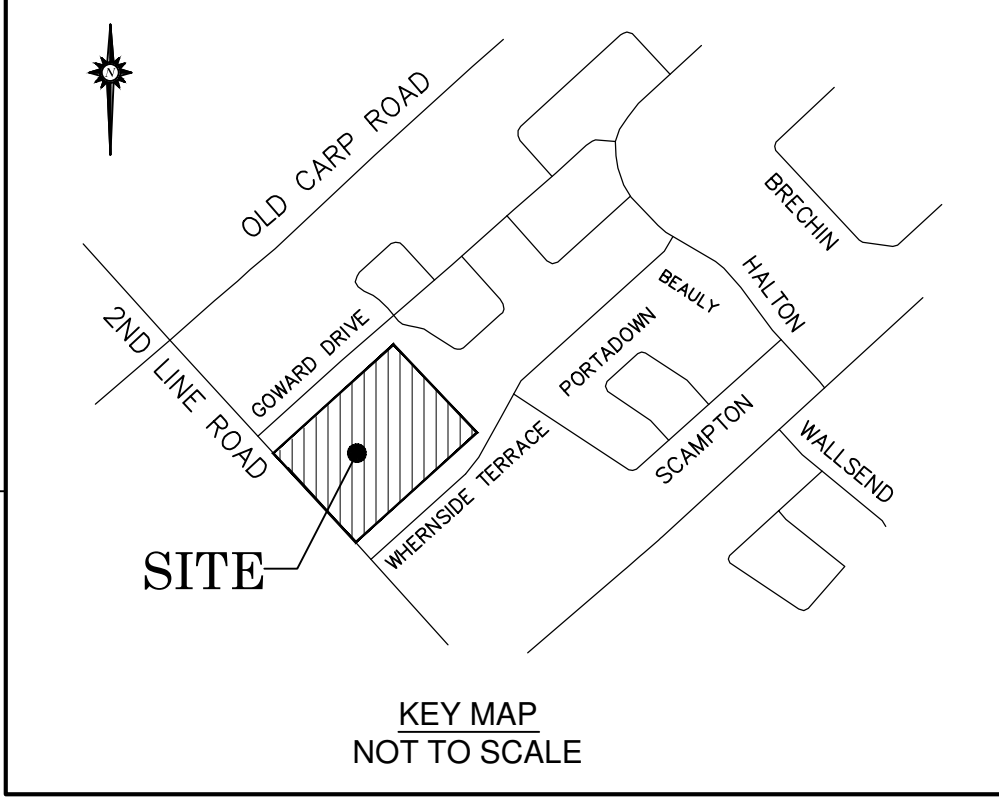 N
OLD CARP ROAD
BRECHIN
HALTON
BEAULY
2ND LINE ROAD
GOWARD DRIVE
PORTADOWN
SCAMPTON
WALLSEND
WHERNSIDE TERRACE
SITE
KEY MAP
NOT TO SCALE